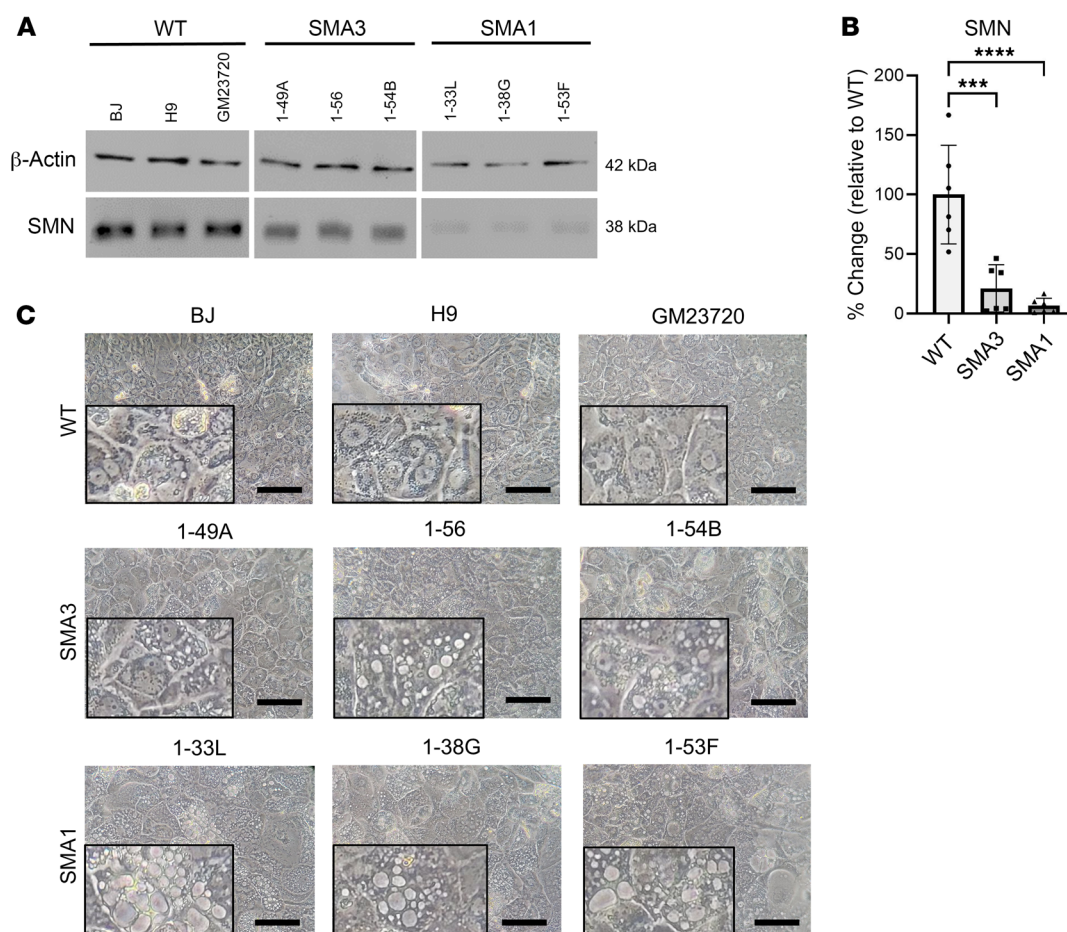 A
WT SMA3 SMA1
BJ H9 GM23720 1-49A 1-56 1-54B 1-33L 1-38G 1-53F
β-Actin 42 kDa
SMN 38 kDa
B
SMN
****
***
% Change (relative to WT)
200
150
100
50
0
WT SMA3 SMA1
C
BJ H9 GM23720
WT
1-49A 1-56 1-54B
SMA3
1-33L 1-38G 1-53F
SMA1